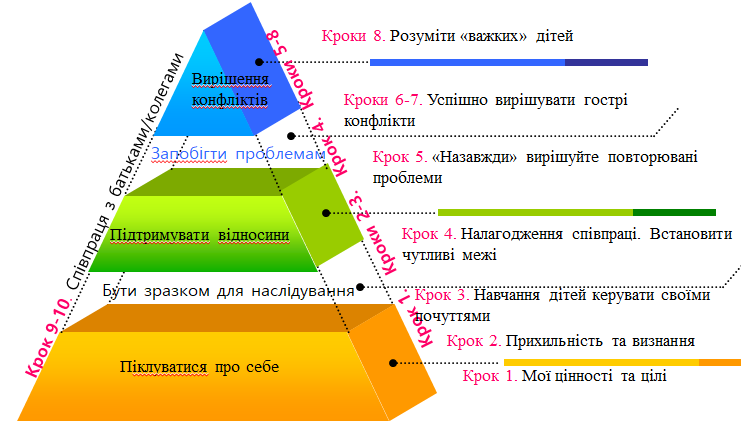 Кроки 8. Розуміти «важких» дітей
Вирішення
конфліктів
Кроки 6-7. Успішно вирішувати гострі
конфлікти
Запобігти проблемам
Крок 5. «Назавжди» вирішуйте повторювані
проблеми
Підтримувати відносини
Крок 4. Налагодження співпраці. Встановити
чутливі межі
Бути зразком для наслідування
Крок 3. Навчання дітей керувати своїми
почуттями
Крок 2. Прихильність та визнання
Піклуватися про себе
Крок 1. Мої цінності та цілі
Крок 9-10. Співпраця з батьками/колегами
Крок 1. Кроки 2-3. Крок 4. Кроки 5-8